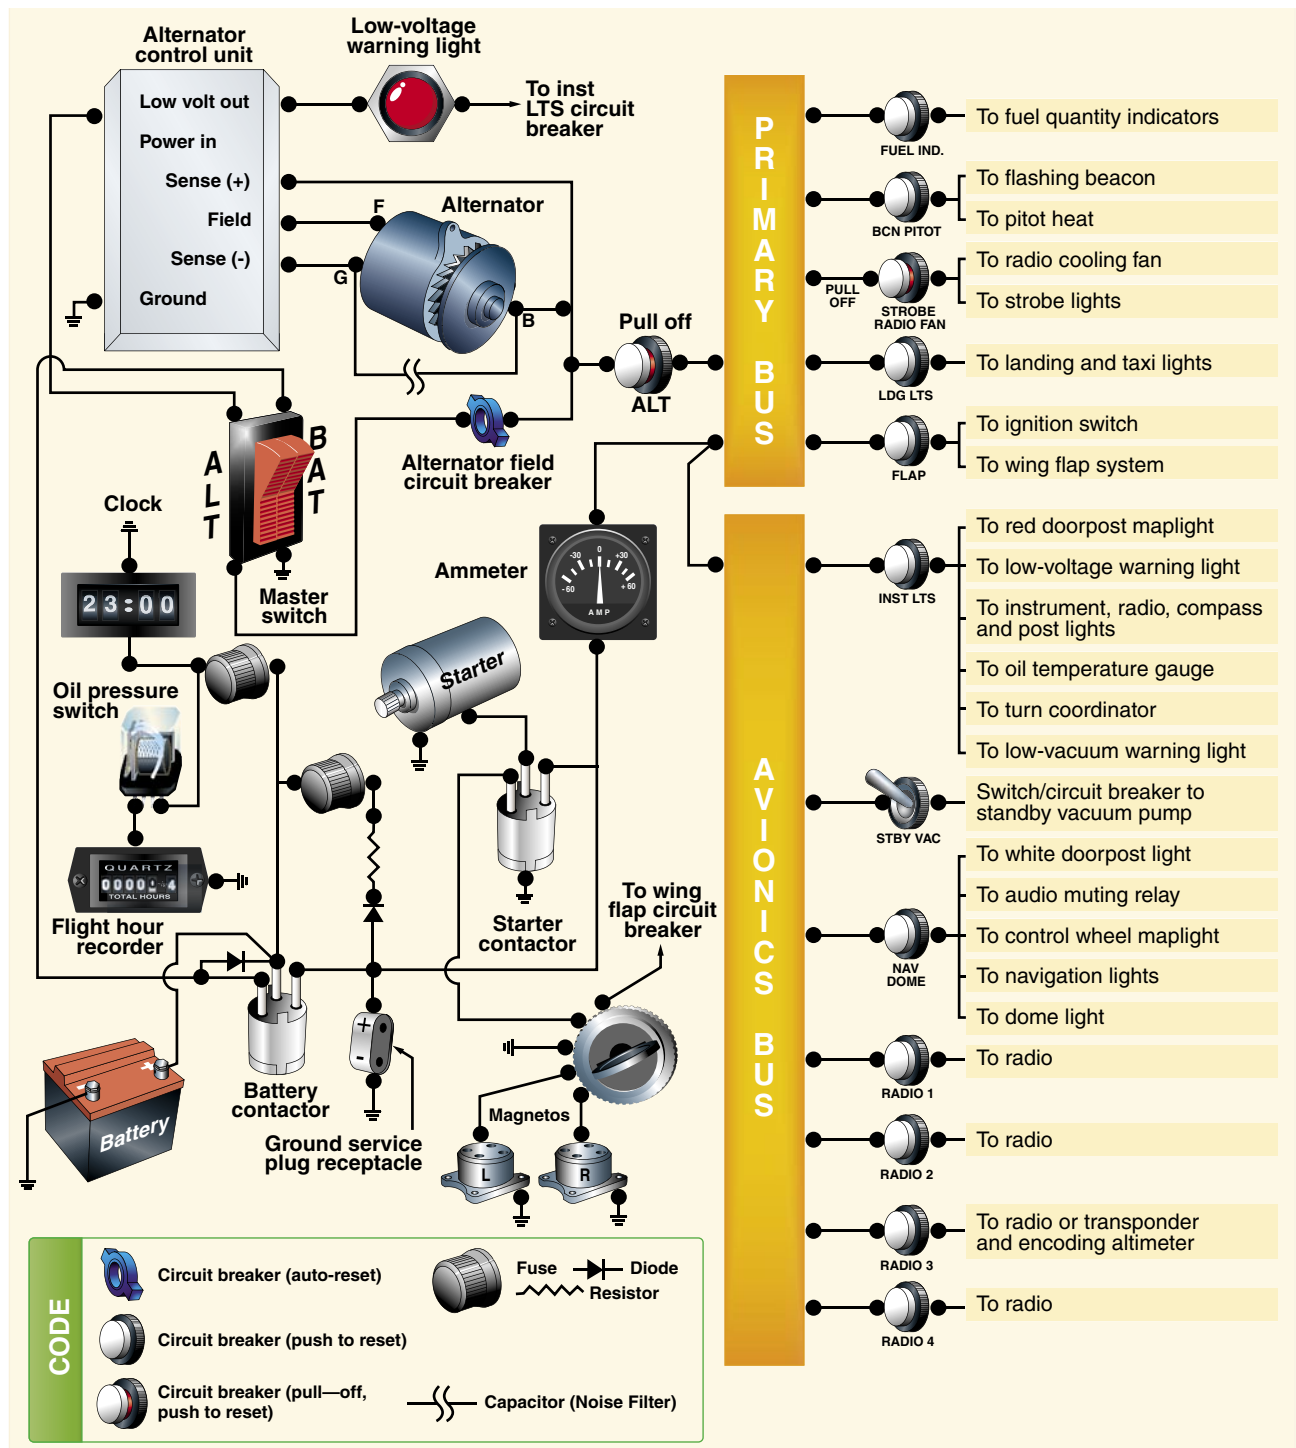 Alternator
control unit
Low volt out
Power in
Sense (+)
Field
Sense (-)
Ground
Low-voltage
warning light
To inst
LTS circuit
breaker
Alternator
F
G
B
Pull off
ALT
Alternator field
circuit breaker
ALT
BAT
Master
switch
Clock
23:00
Oil pressure
switch
QUARTZ
TOTAL HOURS
Flight hour
recorder
Ammeter
-30
0
+30
-60
+60
AMP
Starter
Starter
contactor
To wing
flap circuit
breaker
Battery
Battery
contactor
+
-
Ground service
plug receptacle
Magnetos
L
R
PRIMARY BUS
FUEL IND.
To fuel quantity indicators
BCN PITOT
To flashing beacon
To pitot heat
PULL
OFF
STROBE
RADIO FAN
To radio cooling fan
To strobe lights
LDG LTS
To landing and taxi lights
FLAP
To ignition switch
To wing flap system
AVIONICS BUS
INST LTS
To red doorpost maplight
To low-voltage warning light
To instrument, radio, compass
and post lights
To oil temperature gauge
To turn coordinator
To low-vacuum warning light
STBY VAC
Switch/circuit breaker to
standby vacuum pump
NAV
DOME
To white doorpost light
To audio muting relay
To control wheel maplight
To navigation lights
To dome light
RADIO 1
To radio
RADIO 2
To radio
RADIO 3
To radio or transponder
and encoding altimeter
RADIO 4
To radio
CODE
Circuit breaker (auto-reset)
Circuit breaker (push to reset)
Circuit breaker (pull—off,
push to reset)
Fuse
Diode
Resistor
Capacitor (Noise Filter)